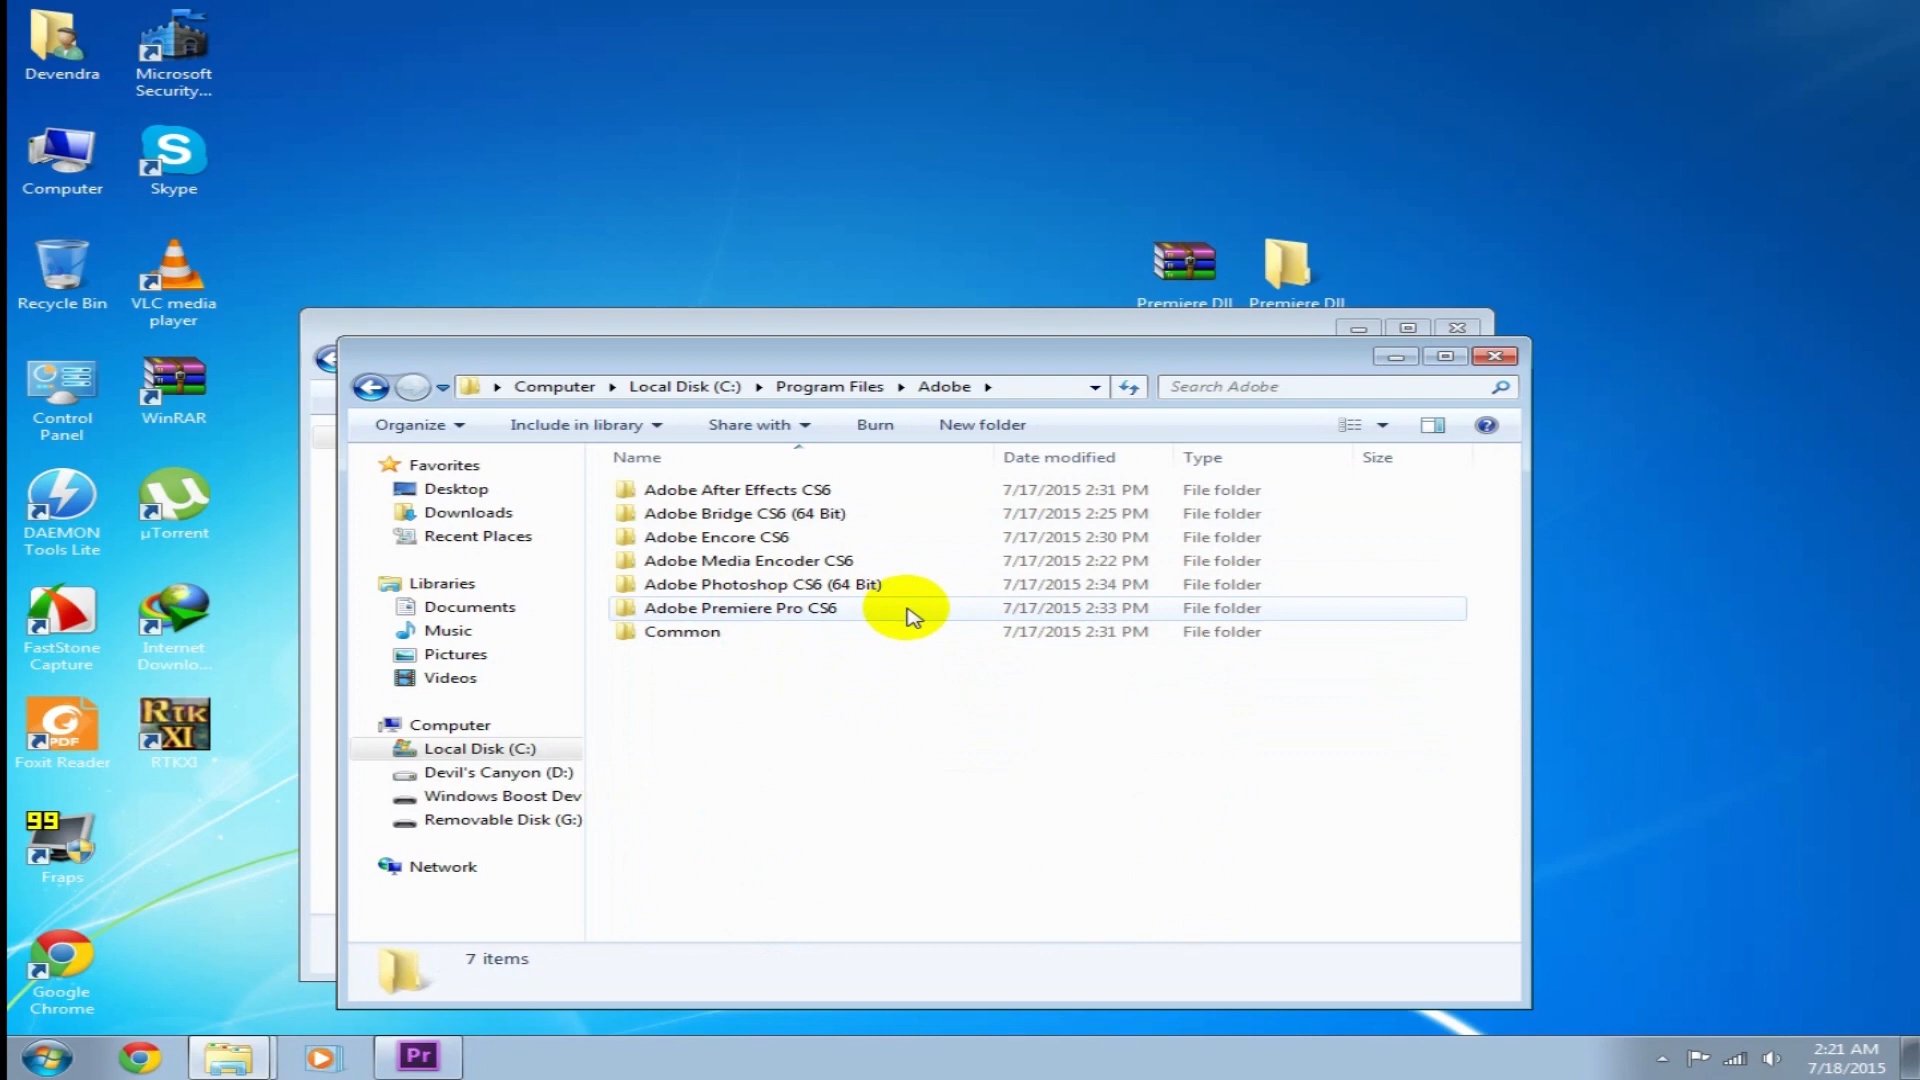 Devendra
Microsoft
Security...
Computer
Skype
Recycle Bin
VLC media
player
Control
Panel
WinRAR
DAEMON
Tools Lite
µTorrent
FastStone
Capture
Internet
Downlo...
PDF
Foxit Reader
RTK
XI
RTKXI
99
Fraps
Google
Chrome
Premiere Dll
Premiere Dll
Computer
Local Disk (C:)
Program Files
Adobe
Search Adobe
Organize
Include in library
Share with
Burn
New folder
Favorites
Desktop
Downloads
Recent Places
Libraries
Documents
Music
Pictures
Videos
Computer
Local Disk (C:)
Devil's Canyon (D:)
Windows Boost Dev
Removable Disk (G:)
Network
Name Date modified Type Size
Adobe After Effects CS6 7/17/2015 2:31 PM File folder
Adobe Bridge CS6 (64 Bit) 7/17/2015 2:25 PM File folder
Adobe Encore CS6 7/17/2015 2:30 PM File folder
Adobe Media Encoder CS6 7/17/2015 2:22 PM File folder
Adobe Photoshop CS6 (64 Bit) 7/17/2015 2:34 PM File folder
Adobe Premiere Pro CS6 7/17/2015 2:33 PM File folder
Common 7/17/2015 2:31 PM File folder
7 items
Pr
2:21 AM
7/18/2015